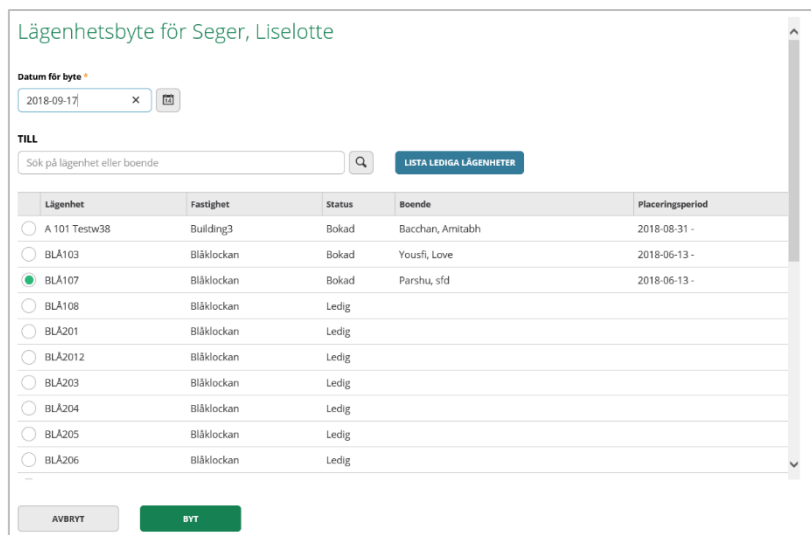 Lägenhetsbyte för Seger, Liselotte
Datum för byte *
2018-09-17
TILL
Sök på lägenhet eller boende LISTA LEDIGA LÄGENHETER
Lägenhet Fastighet Status Boende Placeringsperiod
A 101 Testw38 Building3 Bokad Bacchan, Amitabh 2018-08-31 -
BLÅ103 Blåklockan Bokad Yousfi, Love 2018-06-13 -
BLÅ107 Blåklockan Bokad Parshu, sfd 2018-06-13 -
BLÅ108 Blåklockan Ledig
BLÅ201 Blåklockan Ledig
BLÅ2012 Blåklockan Ledig
BLÅ203 Blåklockan Ledig
BLÅ204 Blåklockan Ledig
BLÅ205 Blåklockan Ledig
BLÅ206 Blåklockan Ledig
AVBRYT BYT